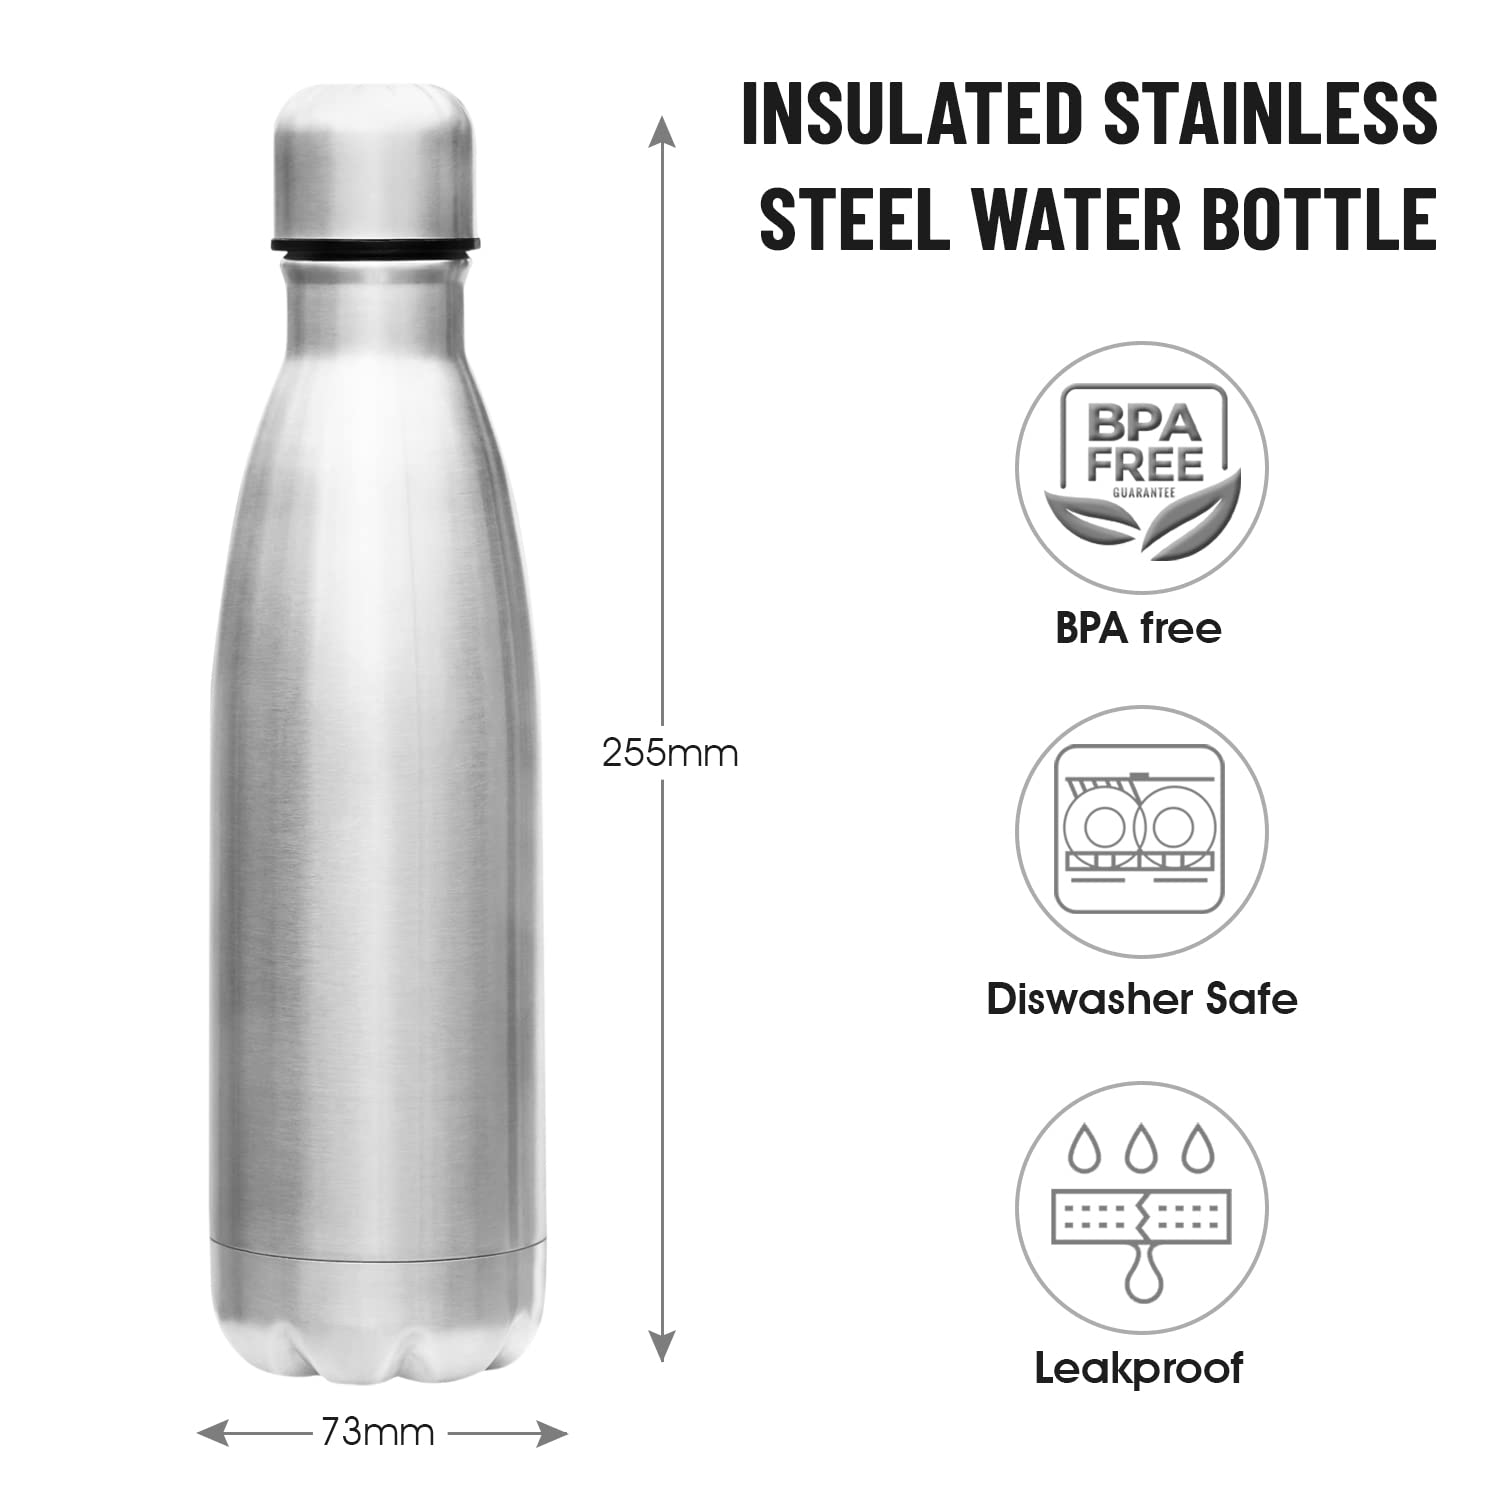 INSULATED STAINLESS
STEEL WATER BOTTLE
BPA
FREE
GUARANTEE
BPA free
255mm
Diswasher Safe
Leakproof
73mm